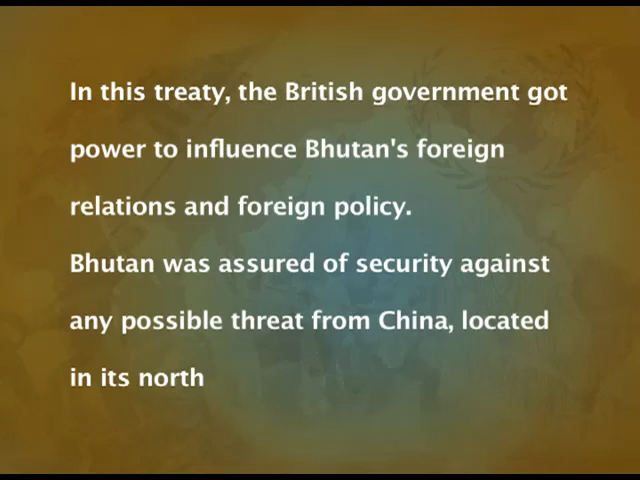 In this treaty, the British government got
power to influence Bhutan's foreign
relations and foreign policy.
Bhutan was assured of security against
any possible threat from China, located
in its north